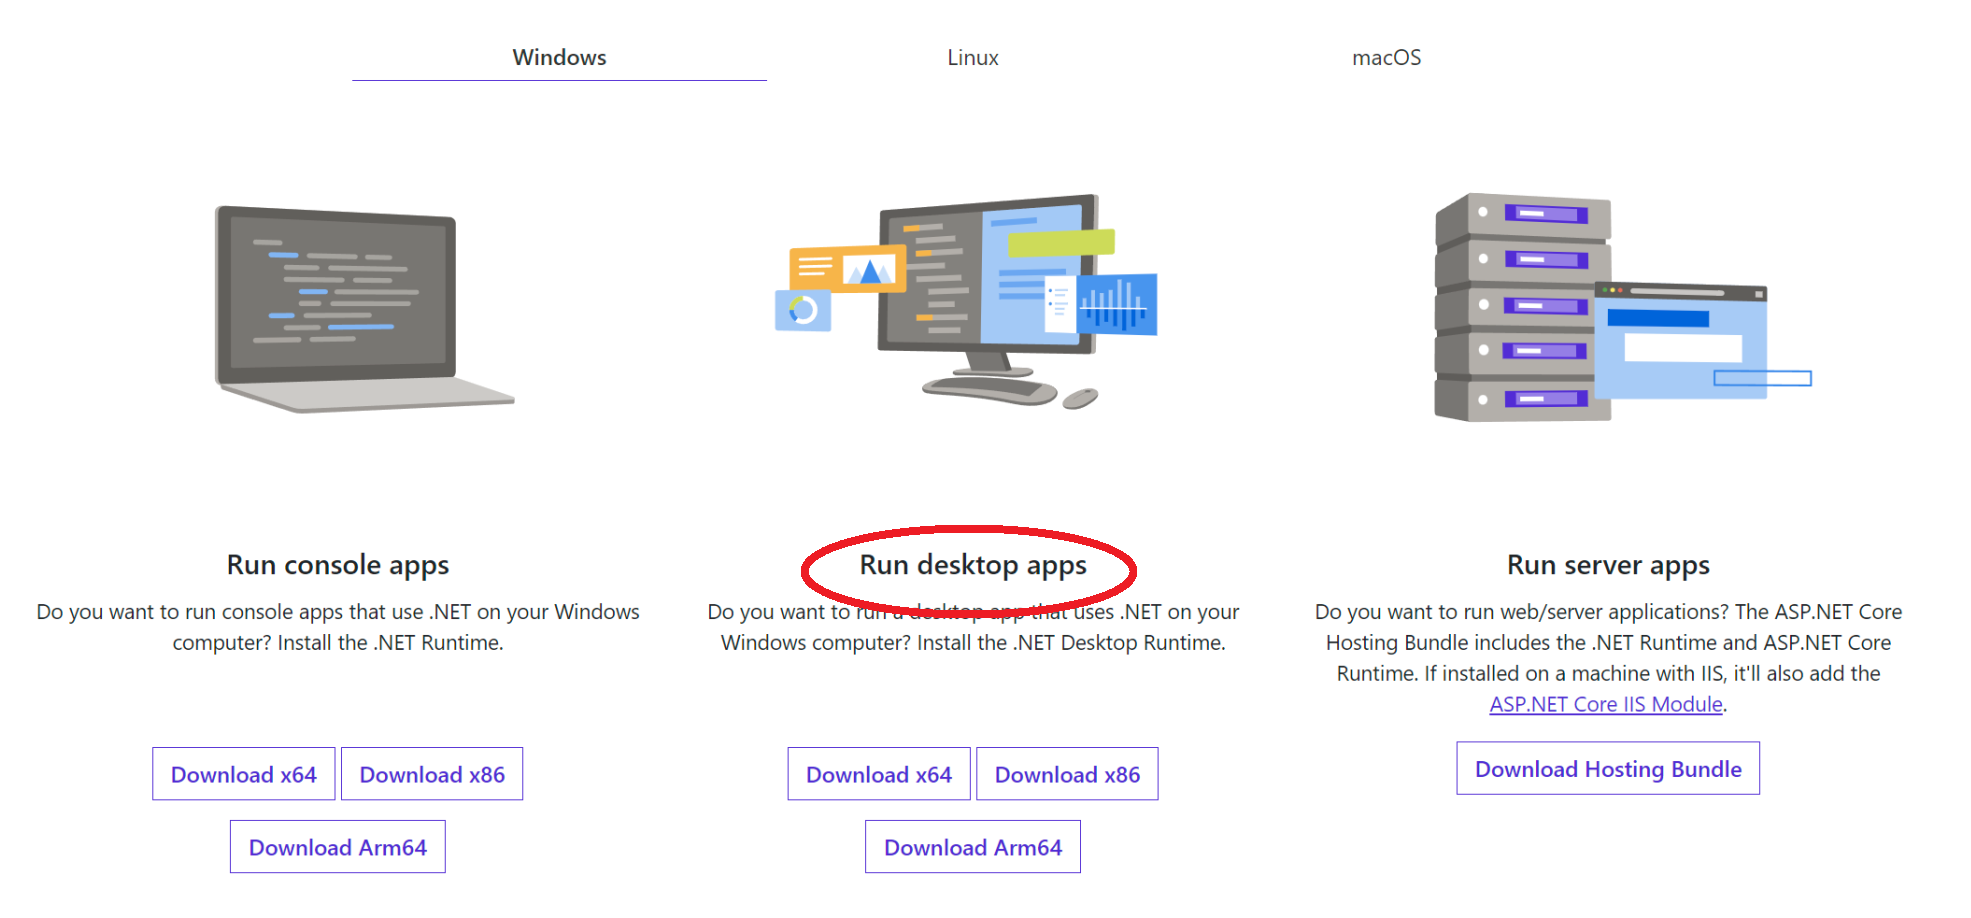 Windows
Linux
macOS
Run console apps
Do you want to run console apps that use .NET on your Windows
computer? Install the .NET Runtime.
Download x64
Download x86
Download Arm64
Run desktop apps
Do you want to run a desktop app that uses .NET on your
Windows computer? Install the .NET Desktop Runtime.
Download x64
Download x86
Download Arm64
Run server apps
Do you want to run web/server applications? The ASP.NET Core
Hosting Bundle includes the .NET Runtime and ASP.NET Core
Runtime. If installed on a machine with IIS, it'll also add the
ASP.NET Core IIS Module.
Download Hosting Bundle